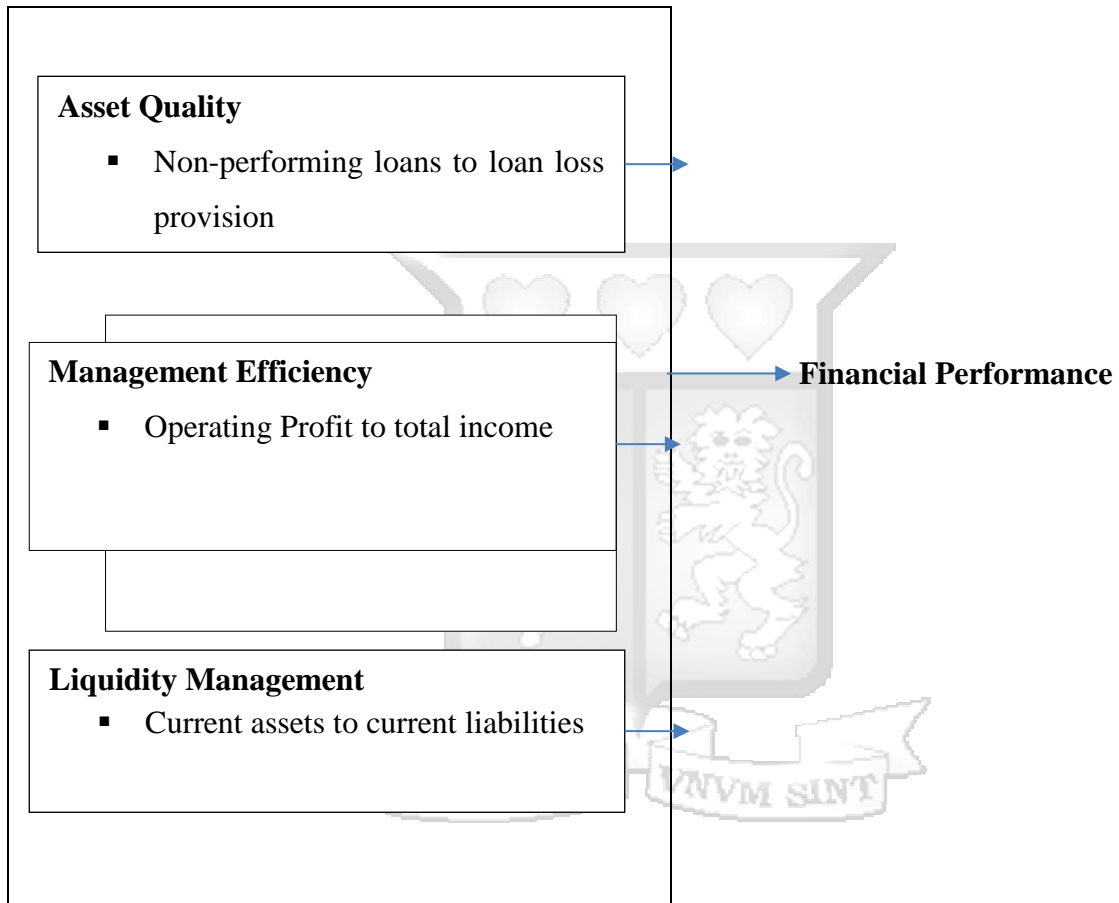 Asset Quality
▪ Non-performing loans to loan loss
provision
Management Efficiency
▪ Operating Profit to total income
Financial Performance
Liquidity Management
▪ Current assets to current liabilities
VNVM SINT